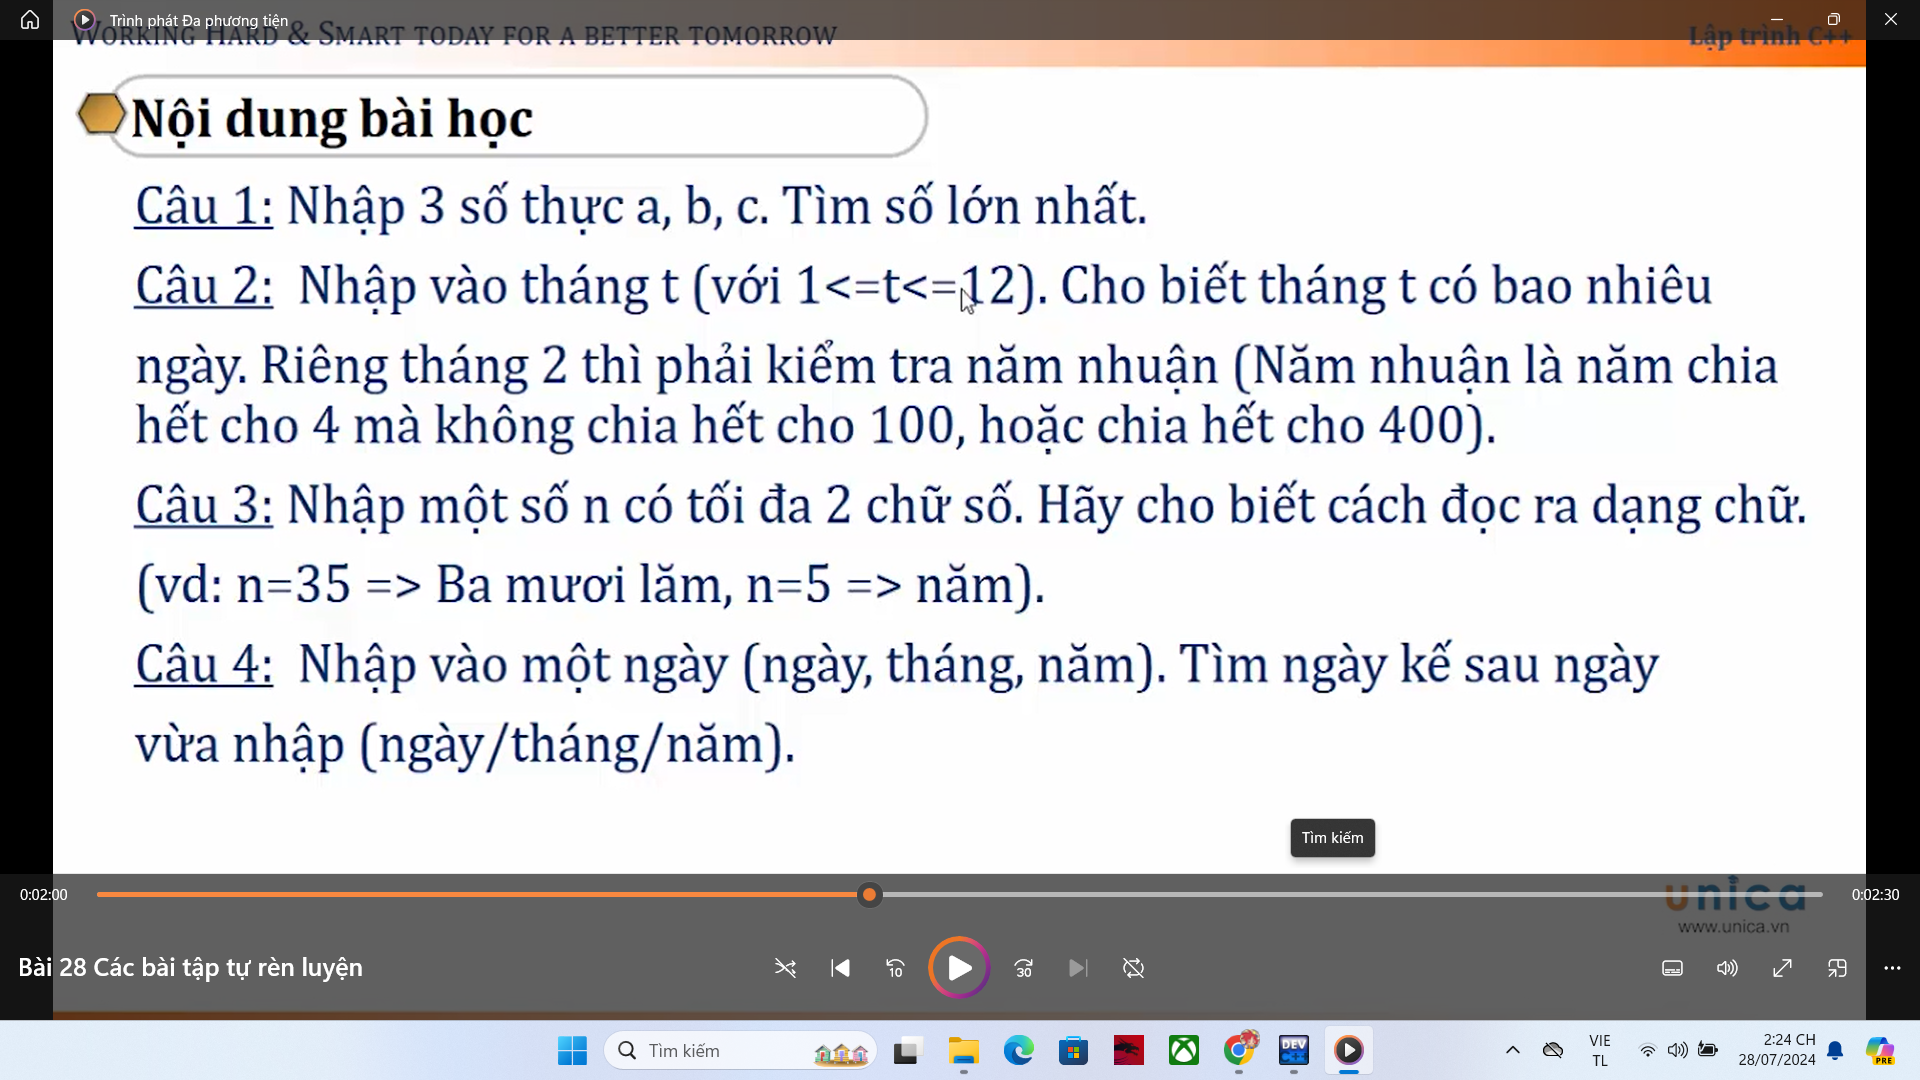 Trình phát Đa phương tiện
WORKING HARD & SMART TODAY FOR A BETTER TOMORROW
Lập trình C++
Nội dung bài học
Câu 1: Nhập 3 số thực a, b, c. Tìm số lớn nhất.
Câu 2: Nhập vào tháng t (với 1<=t<=12). Cho biết tháng t có bao nhiêu
ngày. Riêng tháng 2 thì phải kiểm tra năm nhuận (Năm nhuận là năm chia
hết cho 4 mà không chia hết cho 100, hoặc chia hết cho 400).
Câu 3: Nhập một số n có tối đa 2 chữ số. Hãy cho biết cách đọc ra dạng chữ.
(vd: n=35 => Ba mươi lăm, n=5 => năm).
Câu 4: Nhập vào một ngày (ngày, tháng, năm). Tìm ngày kế sau ngày
vừa nhập (ngày/tháng/năm).
Tìm kiếm
0:02:00
0:02:30
unica
www.unica.vn
Bài 28 Các bài tập tự rèn luyện
10
30
Tìm kiếm
DEV
C++
VIE
TL
2:24 CH
28/07/2024
PRE